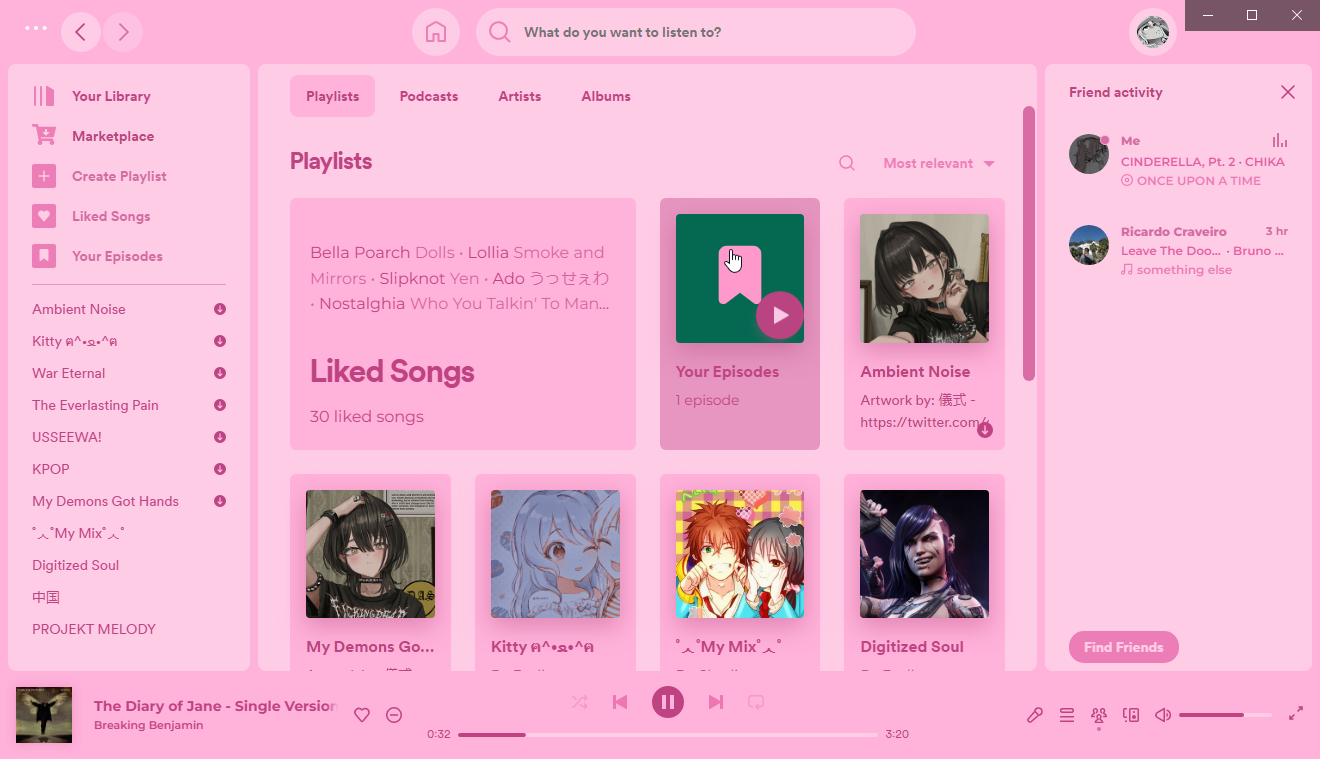 What do you want to listen to?
Your Library
Marketplace
Create Playlist
Liked Songs
Your Episodes
Ambient Noise
Kitty ฅ^•ﻌ•^ฅ
War Eternal
The Everlasting Pain
USSEEWA!
KPOP
My Demons Got Hands
˚‧̩̩My Mix˚‧̩̩
Digitized Soul
中国
PROJEKT MELODY
Playlists
Podcasts
Artists
Albums
Playlists
Most relevant
Bella Poarch Dolls • Lollia Smoke and
Mirrors • Slipknot Yen • Ado うっせぇわ
• Nostalghia Who You Talkin' To Man...
Liked Songs
30 liked songs
Your Episodes
1 episode
Ambient Noise
Artwork by: 儀式 -
https://twitter.com/
My Demons Go...
Kitty ฅ^•ﻌ•^ฅ
My Mix
Digitized Soul
Friend activity
Me
CINDERELLA, Pt. 2 • CHIKA
ONCE UPON A TIME
Ricardo Craveiro
3 hr
Leave The Doo... • Bruno ...
something else
Find Friends
The Diary of Jane - Single Version
Breaking Benjamin
0:32
3:20